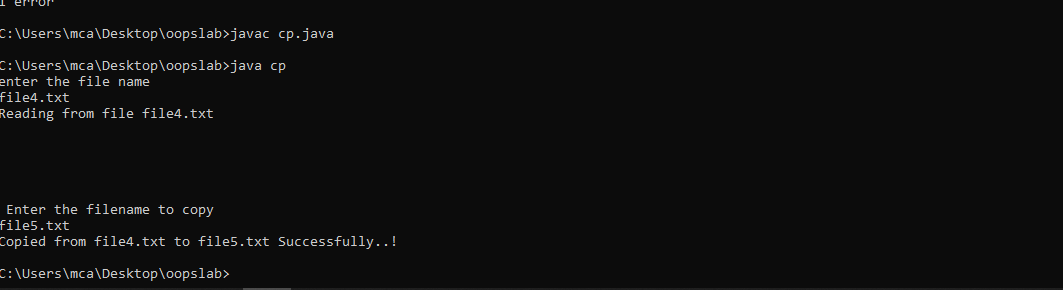 1 error
C:\Users\mca\Desktop\oopslab>javac cp.java
C:\Users\mca\Desktop\oopslab>java cp
enter the file name
file4.txt
Reading from file file4.txt
Enter the filename to copy
file5.txt
Copied from file4.txt to file5.txt Successfully..!
C:\Users\mca\Desktop\oopslab>